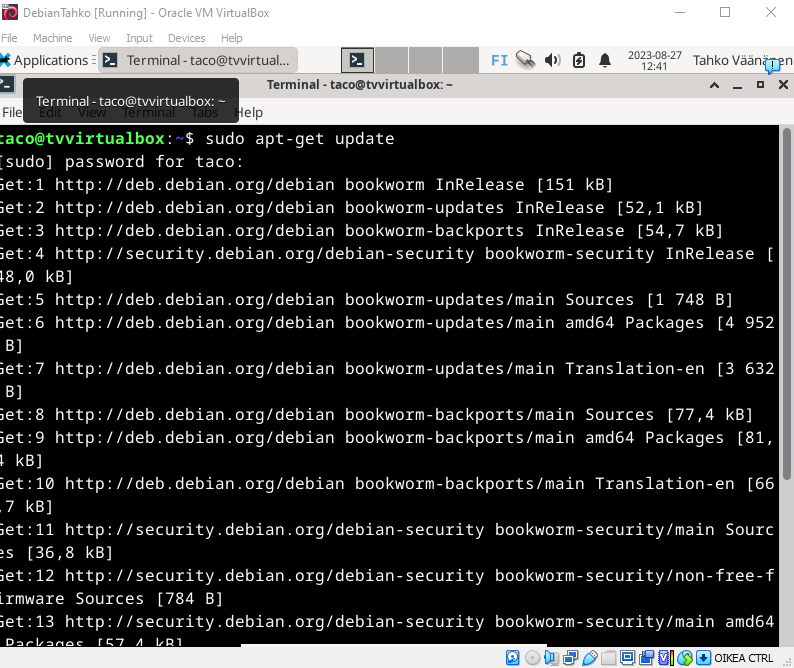 DebianTahko [Running] - Oracle VM VirtualBox
File Machine View Input Devices Help
Applications Terminal - taco@tvvirtual... FI 2023-08-27 12:41 Tahko Väänänen
Terminal - taco@tvvirtualbox: ~
Terminal - taco@tvvirtualbox: ~
File Edit View Terminal Tabs Help
taco@tvvirtualbox:~$ sudo apt-get update
[sudo] password for taco:
Get:1 http://deb.debian.org/debian bookworm InRelease [151 kB]
Get:2 http://deb.debian.org/debian bookworm-updates InRelease [52,1 kB]
Get:3 http://deb.debian.org/debian bookworm-backports InRelease [54,7 kB]
Get:4 http://security.debian.org/debian-security bookworm-security InRelease [
48,0 kB]
Get:5 http://deb.debian.org/debian bookworm-updates/main Sources [1 748 B]
Get:6 http://deb.debian.org/debian bookworm-updates/main amd64 Packages [4 952
B]
Get:7 http://deb.debian.org/debian bookworm-updates/main Translation-en [3 632
B]
Get:8 http://deb.debian.org/debian bookworm-backports/main Sources [77,4 kB]
Get:9 http://deb.debian.org/debian bookworm-backports/main amd64 Packages [81,
4 kB]
Get:10 http://deb.debian.org/debian bookworm-backports/main Translation-en [66
,7 kB]
Get:11 http://security.debian.org/debian-security bookworm-security/main Sourc
es [36,8 kB]
Get:12 http://security.debian.org/debian-security bookworm-security/non-free-f
irmware Sources [784 B]
Get:13 http://security.debian.org/debian-security bookworm-security/main amd64
Packages [57,4 kB]
OIKEA CTRL